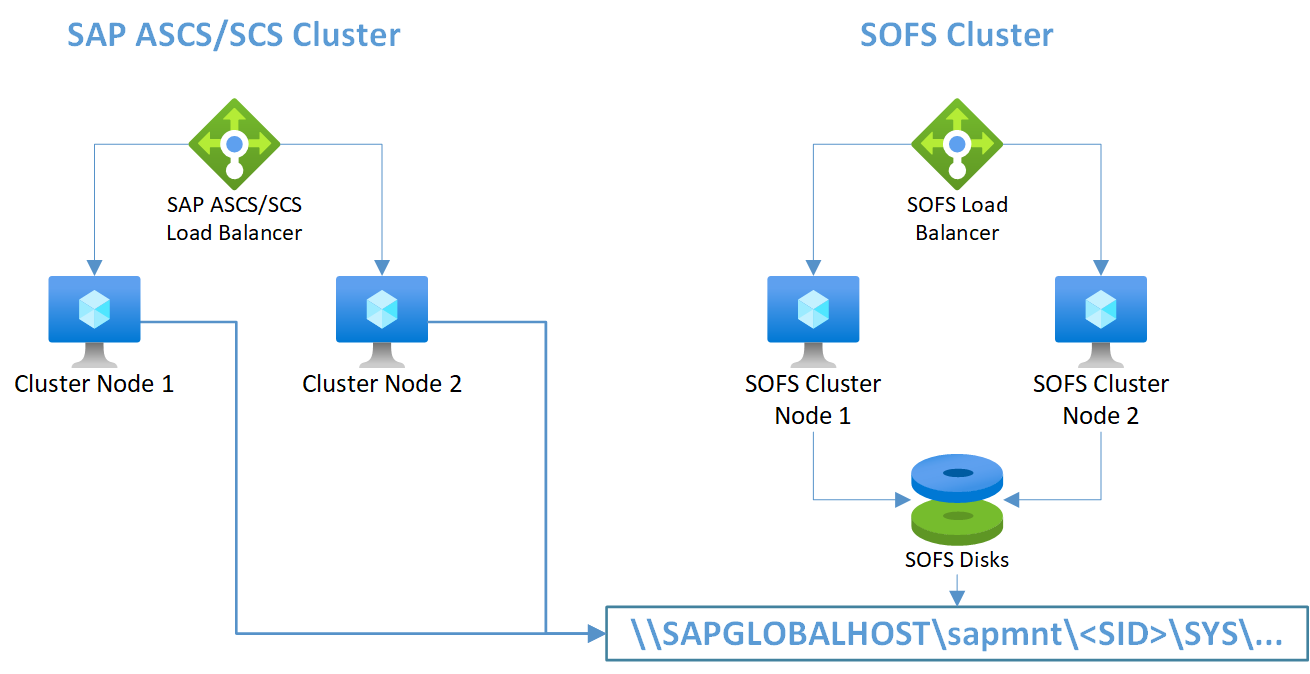 SAP ASCS/SCS Cluster
SOFS Cluster
SAP ASCS/SCS
Load Balancer
SOFS Load
Balancer
Cluster Node 1
Cluster Node 2
SOFS Cluster
Node 1
SOFS Cluster
Node 2
SOFS Disks
\\SAPGLOBALHOST\sapmnt\<SID>\SYS\...